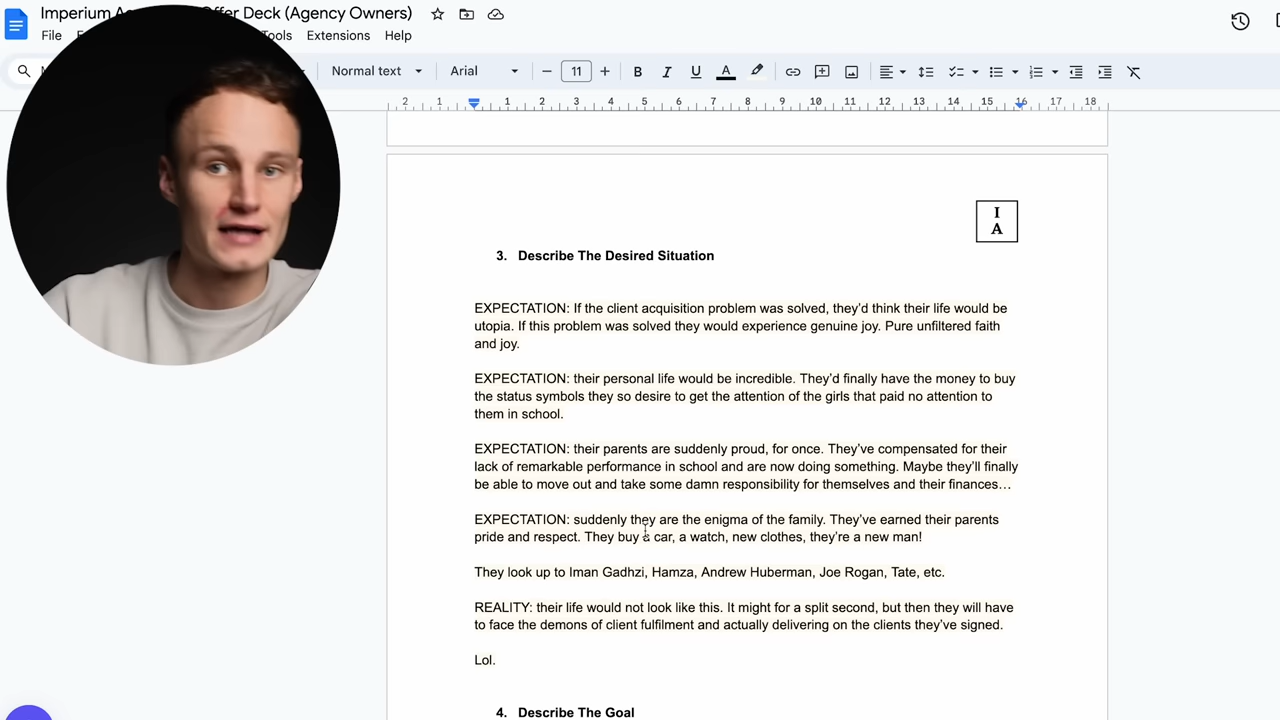 Imperium A
ffer Deck (Agency Owners)
File
Tools Extensions Help
Normal text Arial 11 B I U A
2 1 1 2 3 4 5 6 7 8 9 10 11 12 13 14 15 16 17 18
I
A
3. Describe The Desired Situation
EXPECTATION: If the client acquisition problem was solved, they'd think their life would be
utopia. If this problem was solved they would experience genuine joy. Pure unfiltered faith
and joy.
EXPECTATION: their personal life would be incredible. They'd finally have the money to buy
the status symbols they so desire to get the attention of the girls that paid no attention to
them in school.
EXPECTATION: their parents are suddenly proud, for once. They've compensated for their
lack of remarkable performance in school and are now doing something. Maybe they'll finally
be able to move out and take some damn responsibility for themselves and their finances…
EXPECTATION: suddenly they are the enigma of the family. They've earned their parents
pride and respect. They buy a car, a watch, new clothes, they're a new man!
They look up to Iman Gadhzi, Hamza, Andrew Huberman, Joe Rogan, Tate, etc.
REALITY: their life would not look like this. It might for a split second, but then they will have
to face the demons of client fulfilment and actually delivering on the clients they've signed.
Lol.
4. Describe The Goal